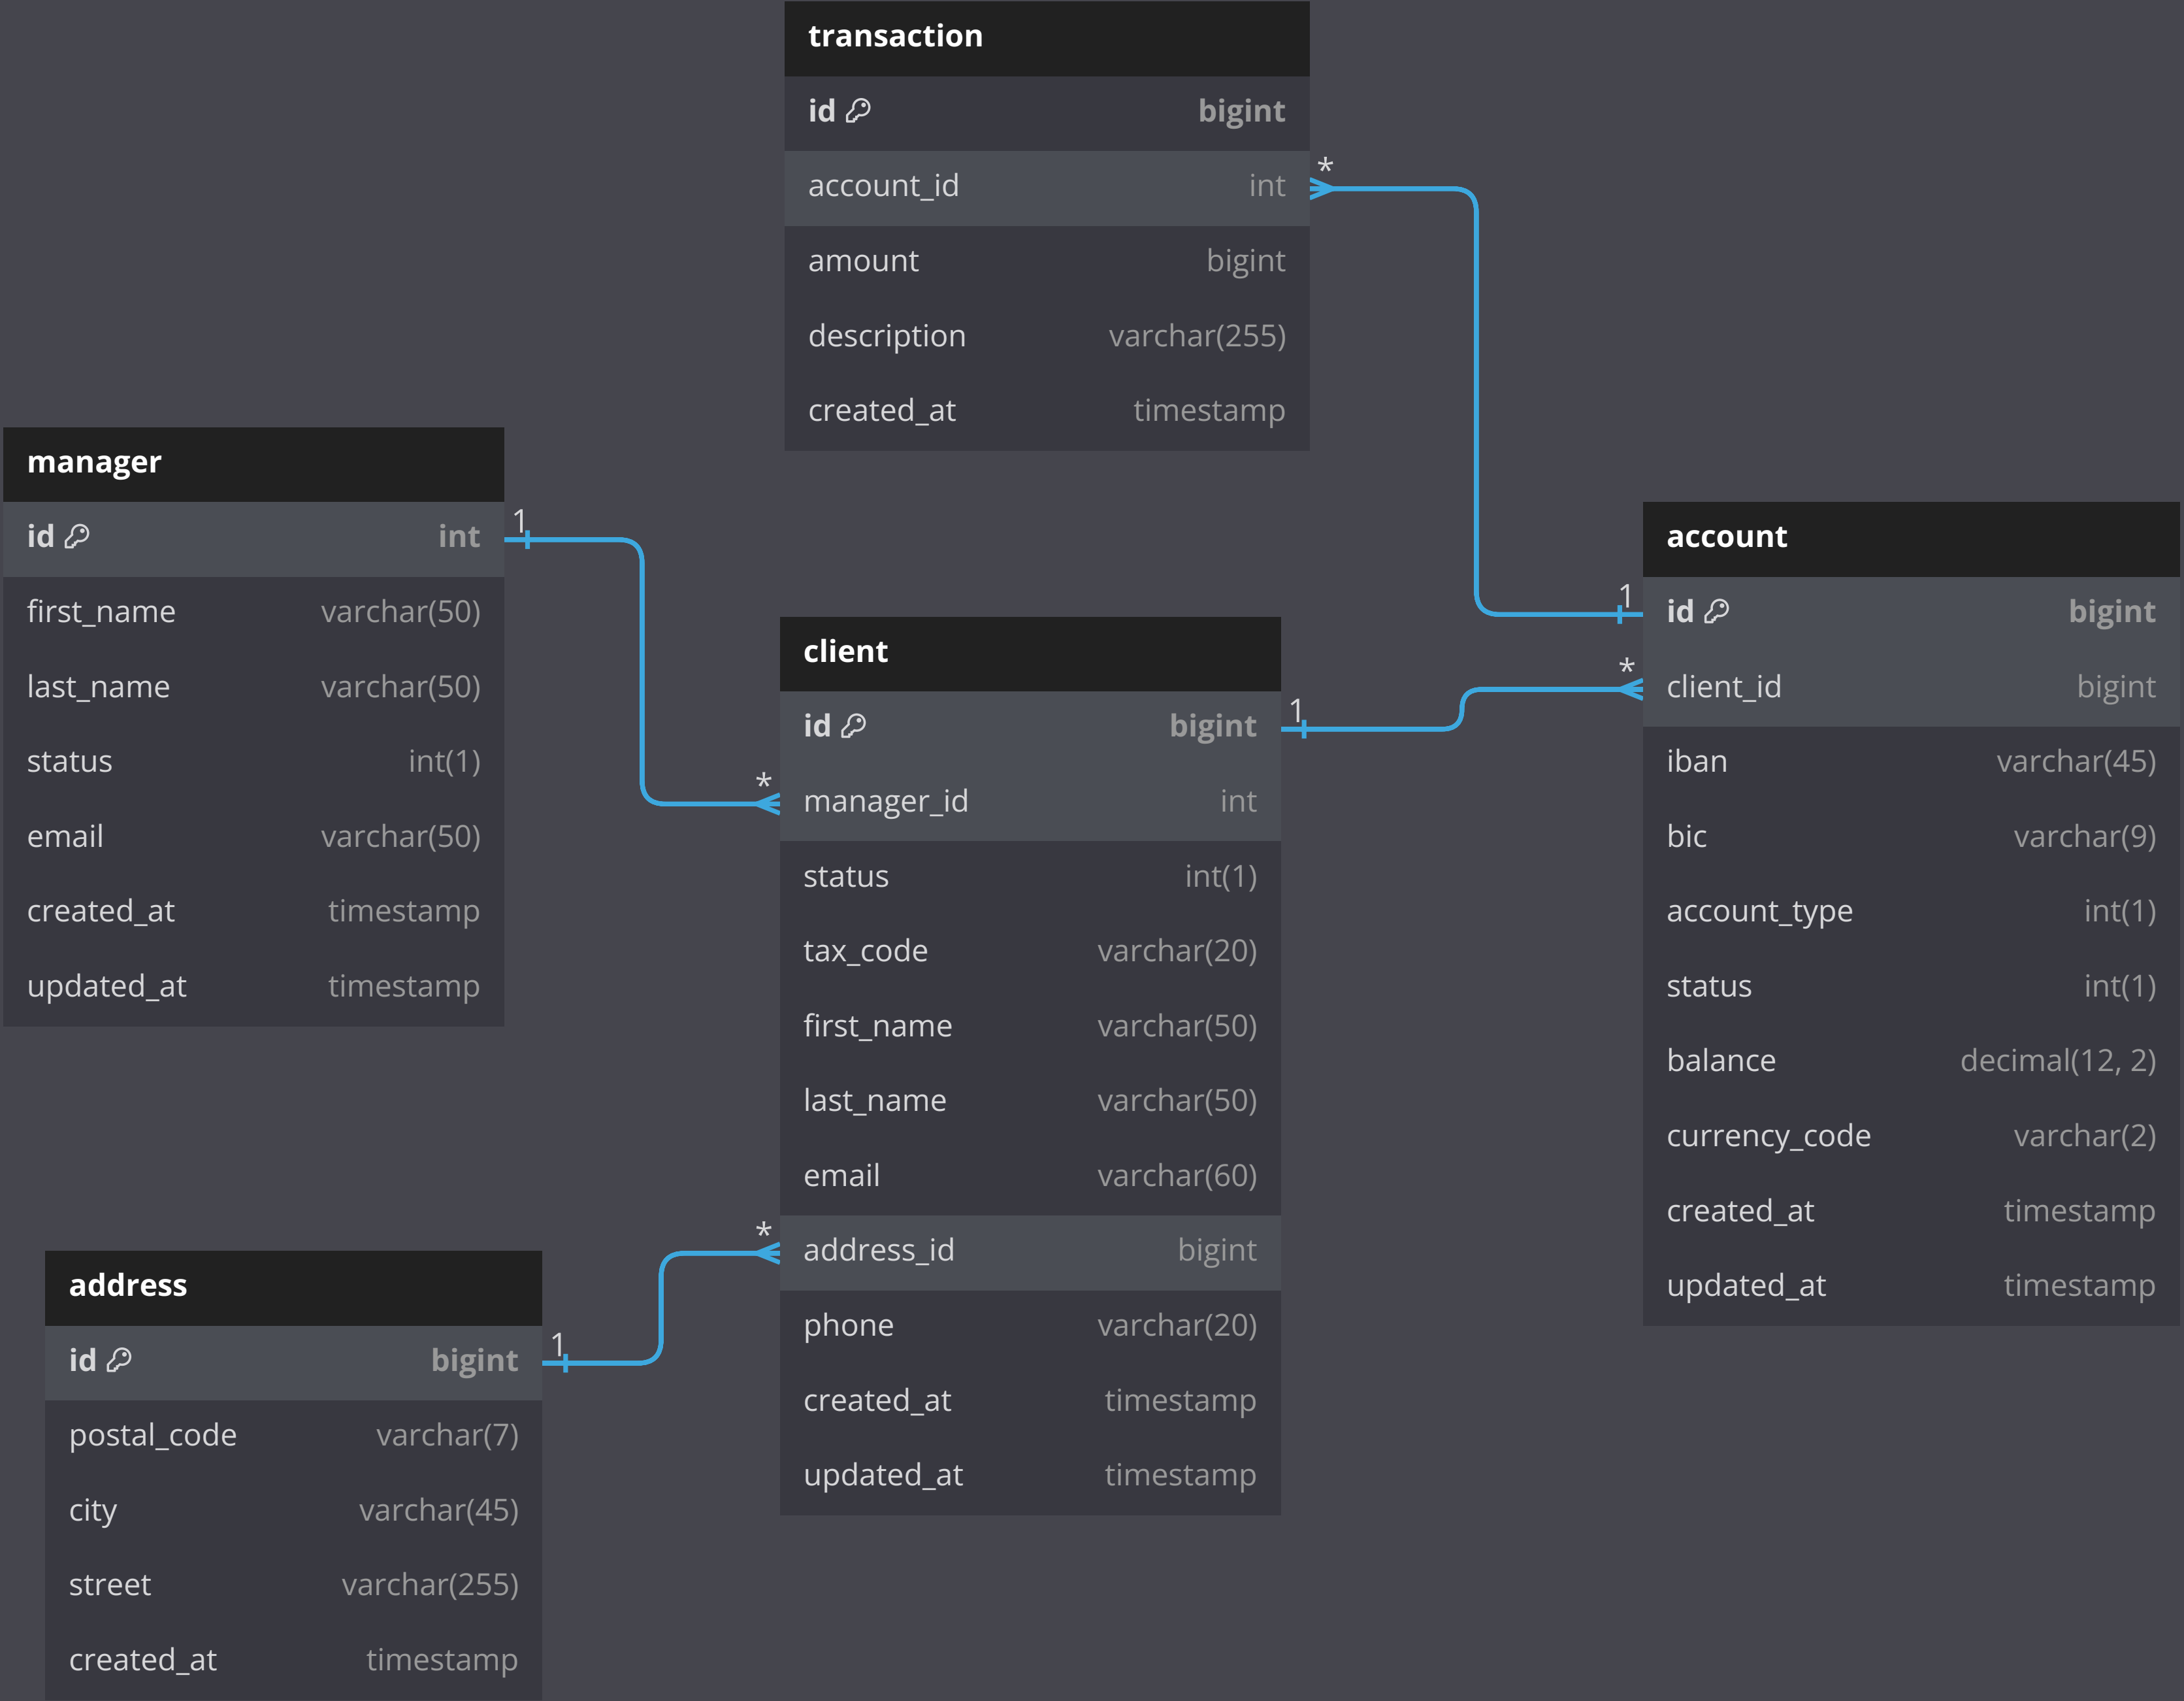 transaction
id bigint
account_id int
amount bigint
description varchar(255)
created_at timestamp
manager
id int
first_name varchar(50)
last_name varchar(50)
status int(1)
email varchar(50)
created_at timestamp
updated_at timestamp
client
id bigint
manager_id int
status int(1)
tax_code varchar(20)
first_name varchar(50)
last_name varchar(50)
email varchar(60)
address_id bigint
phone varchar(20)
created_at timestamp
updated_at timestamp
account
id bigint
client_id bigint
iban varchar(45)
bic varchar(9)
account_type int(1)
status int(1)
balance decimal(12, 2)
currency_code varchar(2)
created_at timestamp
updated_at timestamp
address
id bigint
postal_code varchar(7)
city varchar(45)
street varchar(255)
created_at timestamp
*
1
1
*
1
*
1
*